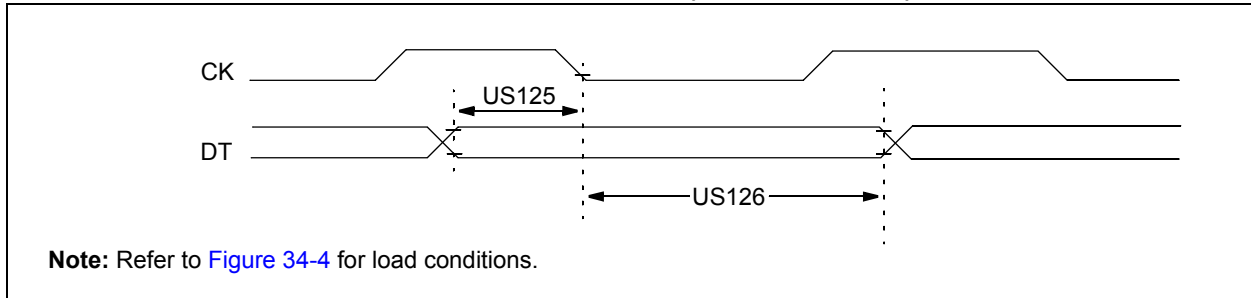 CK
US125
DT
US126
Note: Refer to Figure 34-4 for load conditions.